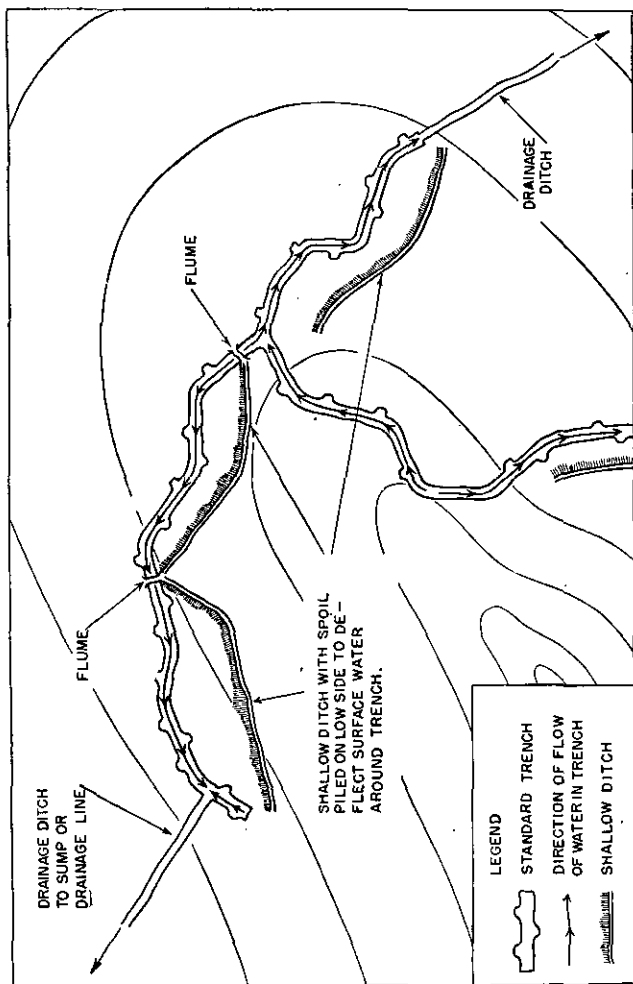 DRAINAGE DITCH
TO SUMP OR
DRAINAGE LINE
FLUME
FLUME
DRAINAGE
DITCH
SHALLOW DITCH WITH SPOIL
PILED ON LOW SIDE TO DE-
FLECT SURFACE WATER
AROUND TRENCH.
LEGEND
STANDARD TRENCH
DIRECTION OF FLOW
OF WATER IN TRENCH
SHALLOW DITCH